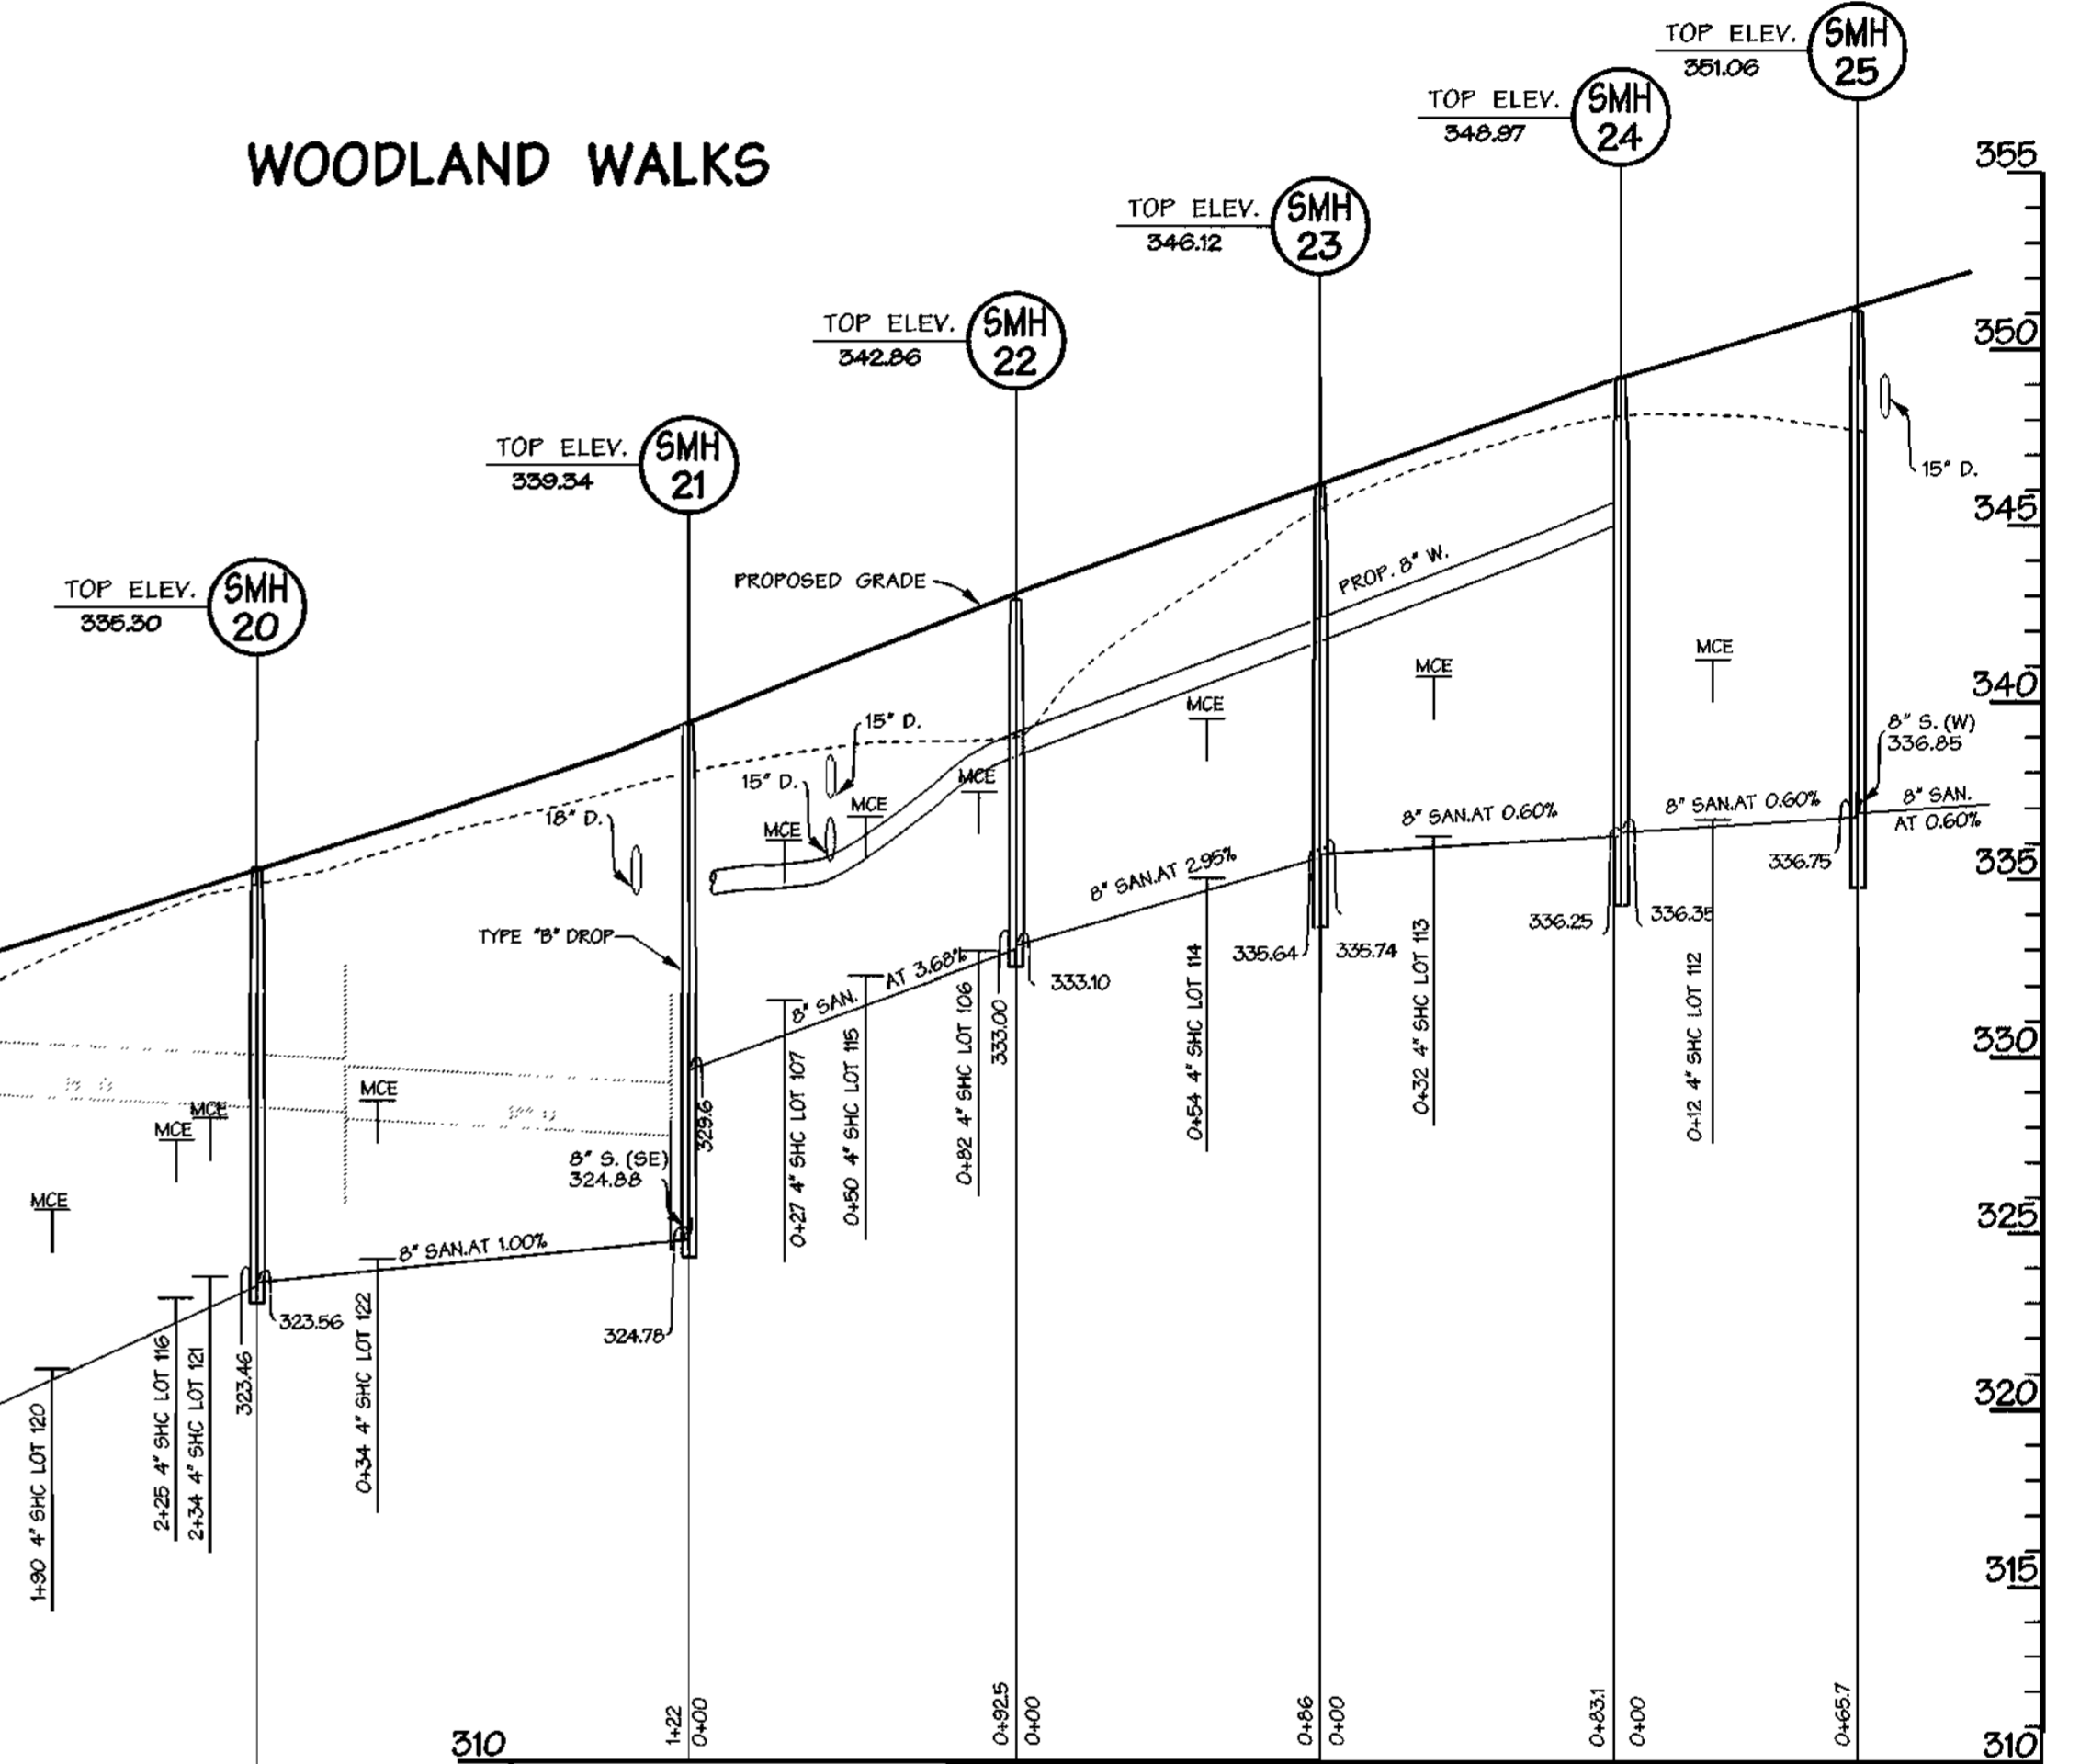 WOODLAND WALKS
TOP ELEV.
335.30
SMH
20
TOP ELEV.
339.34
SMH
21
TOP ELEV.
342.86
SMH
22
TOP ELEV.
346.12
SMH
23
TOP ELEV.
348.97
SMH
24
TOP ELEV.
351.06
SMH
25
355
350
345
340
335
330
325
320
315
310
310
PROPOSED GRADE
PROP. 8" W.
15" D.
15" D.
15" D.
18" D.
TYPE "B" DROP
MCE
MCE
MCE
MCE
MCE
MCE
MCE
MCE
MCE
MCE
8" S. (SE)
324.88
8" S. (W)
336.85
8" SAN.AT 1.00%
8" SAN. AT 3.68%
8" SAN.AT 2.95%
8" SAN.AT 0.60%
8" SAN.AT 0.60%
8" SAN.
AT 0.60%
323.46
323.56
324.78
329.6
333.00
333.10
335.64
335.74
336.25
336.35
336.75
1+90 4" SHC LOT 120
2+25 4" SHC LOT 116
2+34 4" SHC LOT 121
0+34 4" SHC LOT 122
0+27 4" SHC LOT 107
0+50 4" SHC LOT 115
0+82 4" SHC LOT 106
0+54 4" SHC LOT 114
0+32 4" SHC LOT 113
0+12 4" SHC LOT 112
1+22
0+00
0+92.5
0+00
0+86
0+00
0+83.1
0+00
0+65.7